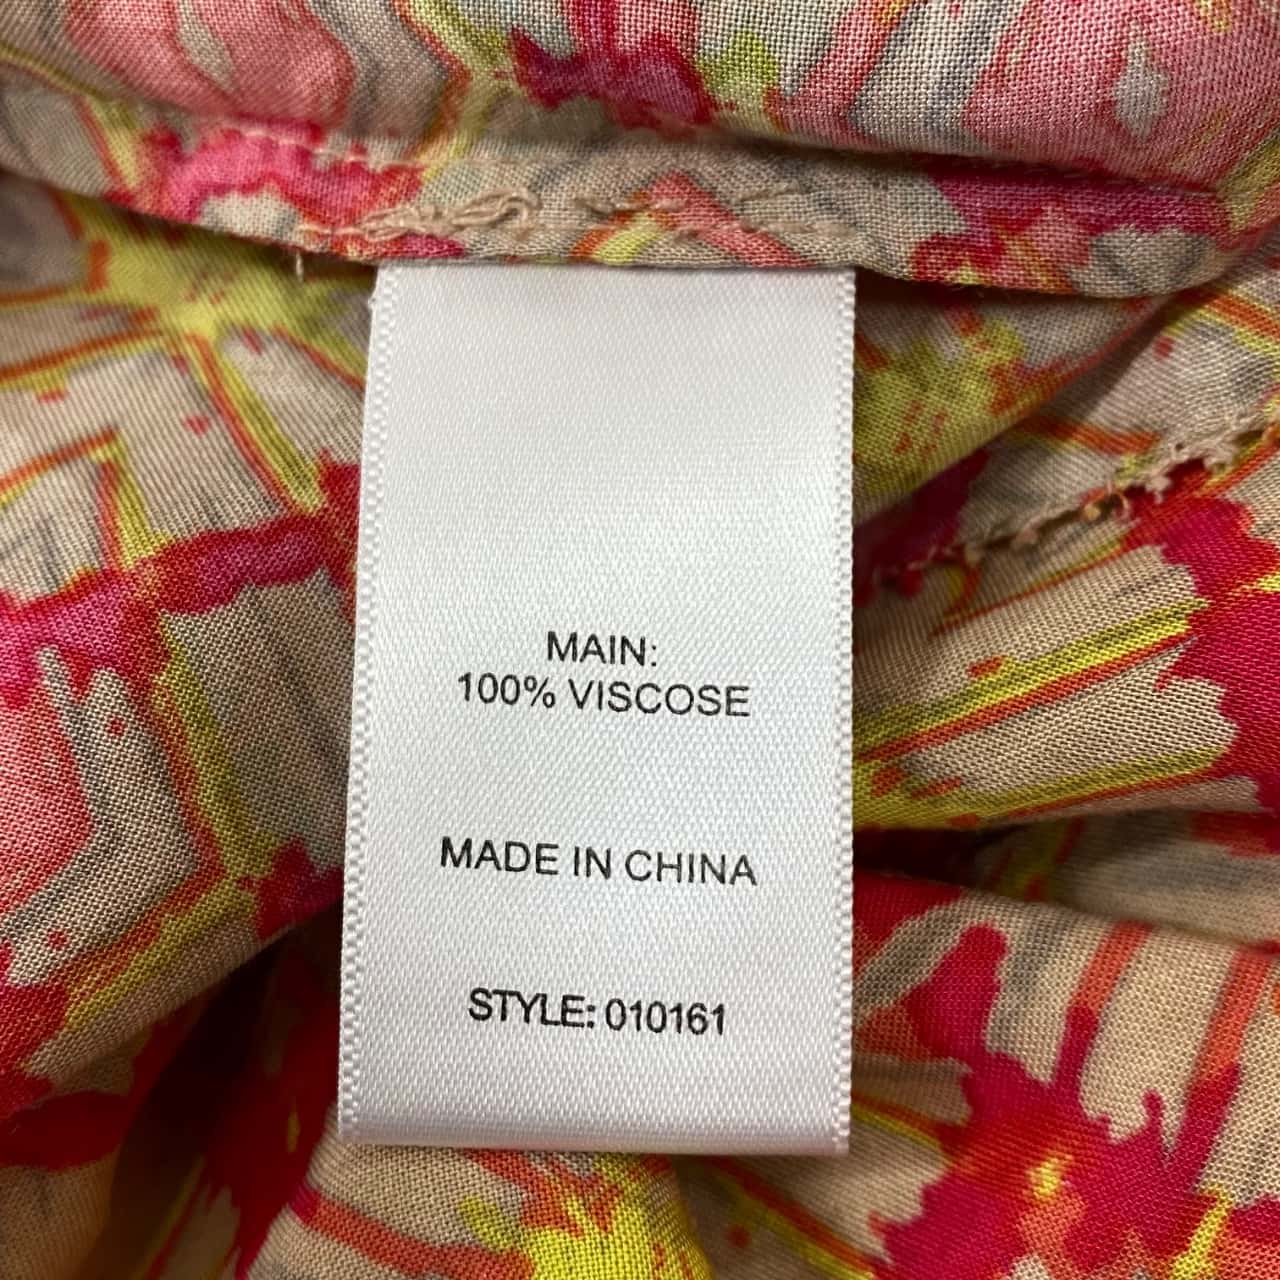 MAIN:
100% VISCOSE
MADE IN CHINA
STYLE: 010161